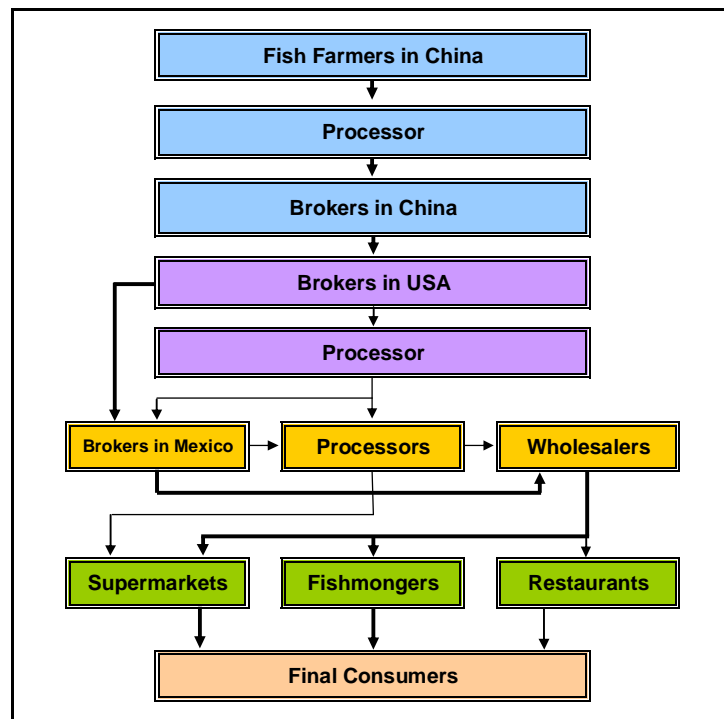 Fish Farmers in China
Processor
Brokers in China
Brokers in USA
Processor
Brokers in Mexico
Processors
Wholesalers
Supermarkets
Fishmongers
Restaurants
Final Consumers